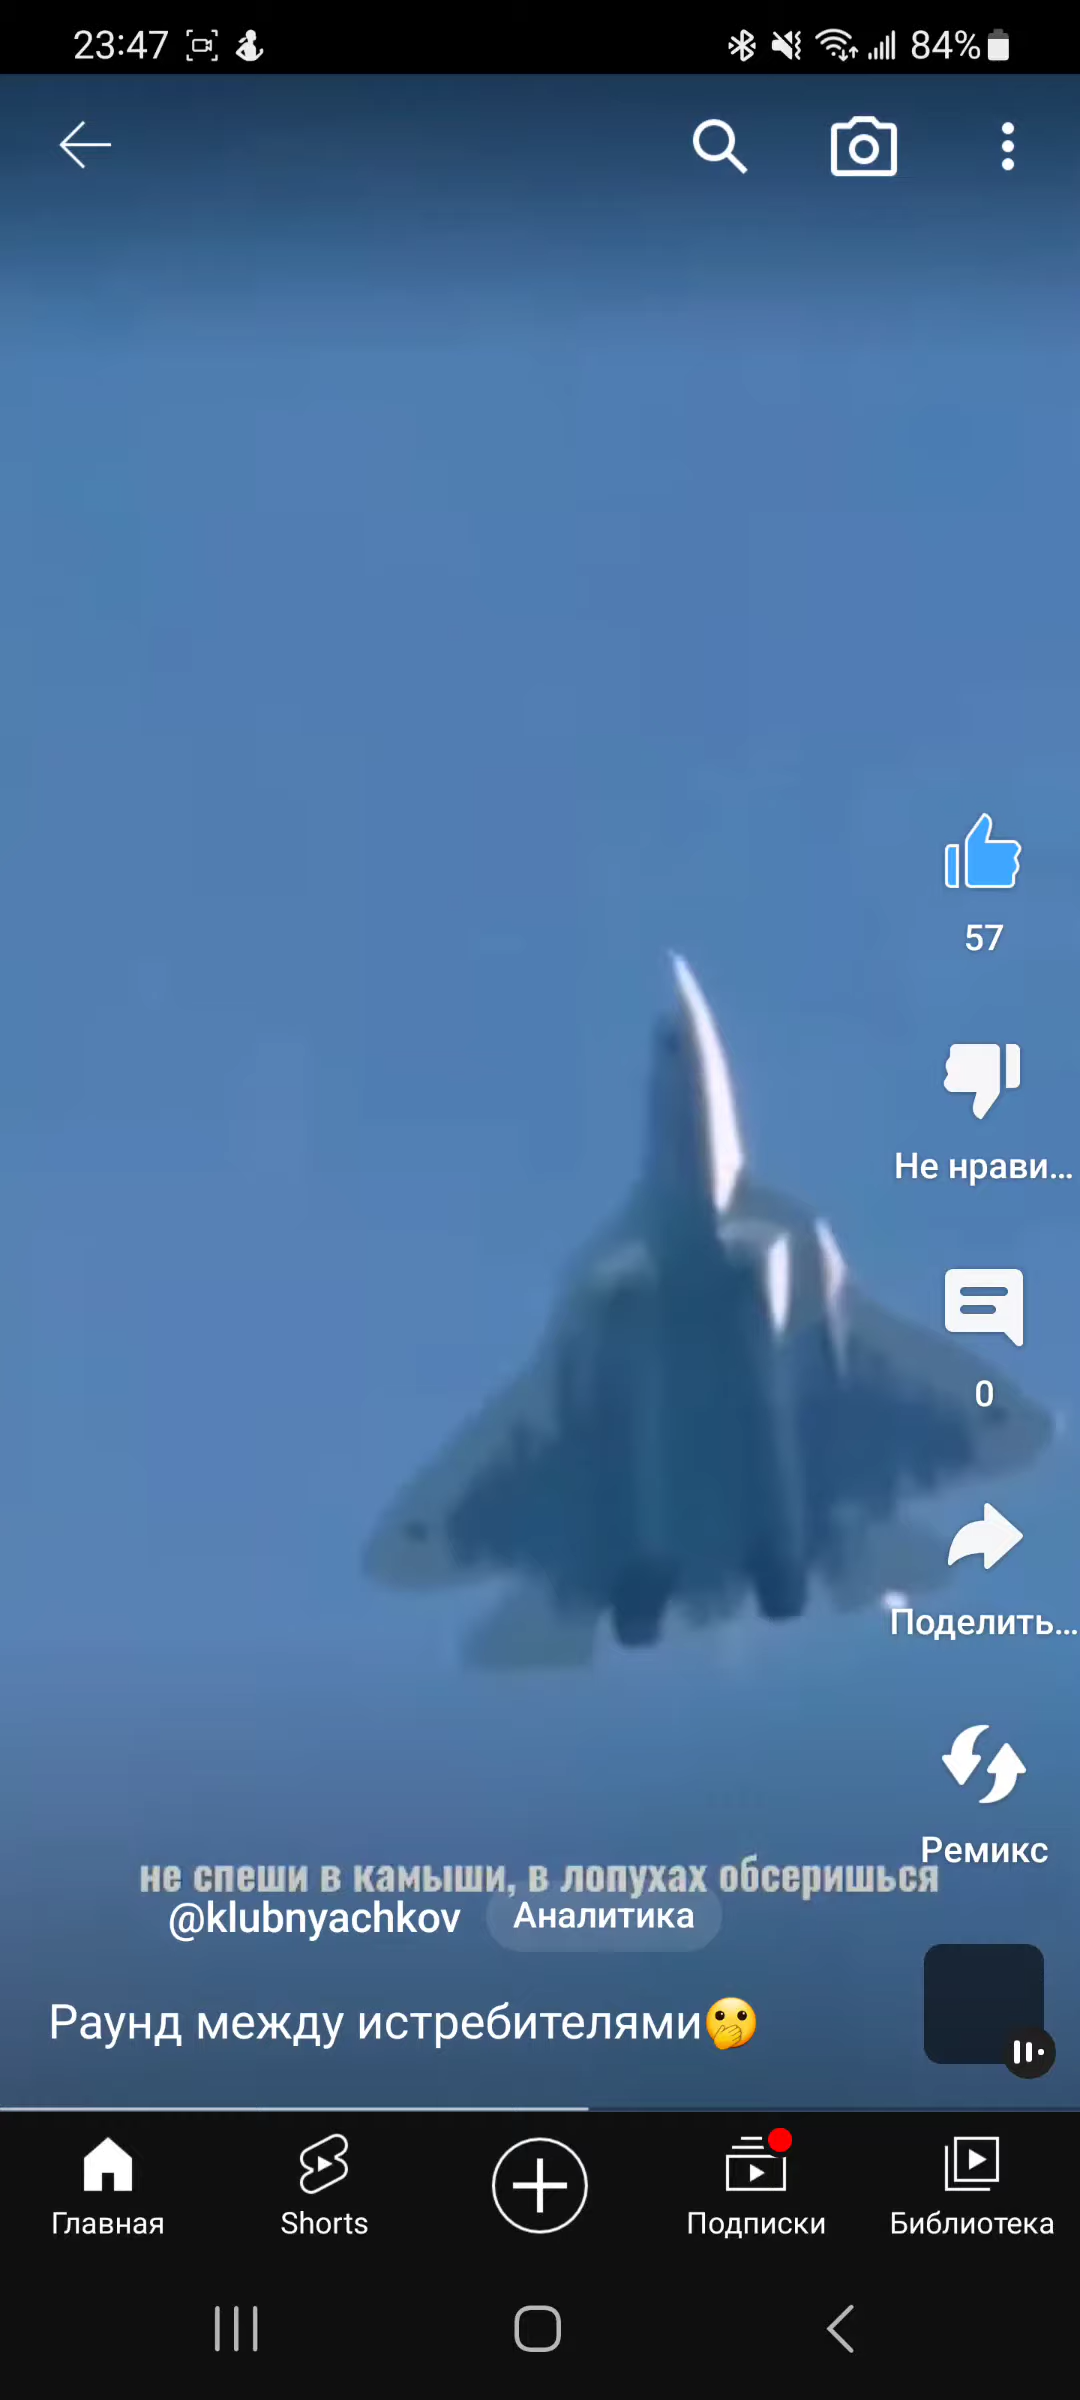 23:47
84%
57
Не нрави...
0
Поделить...
Ремикс
не спеши в камыши, в лопухах обсеришься
@klubnyachkov
Аналитика
Раунд между истребителями
Главная
Shorts
Подписки
Библиотека